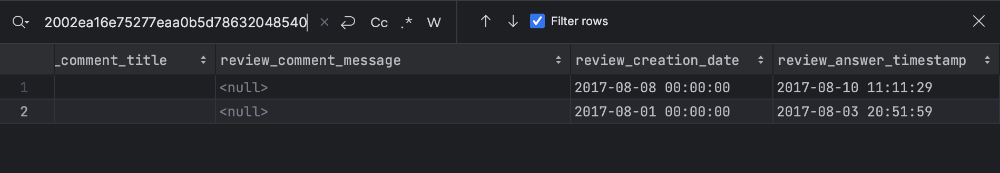 2002ea16e75277eaa0b5d78632048540 Cc .* W Filter rows
_comment_title review_comment_message review_creation_date review_answer_timestamp
1 <null> 2017-08-08 00:00:00 2017-08-10 11:11:29
2 <null> 2017-08-01 00:00:00 2017-08-03 20:51:59